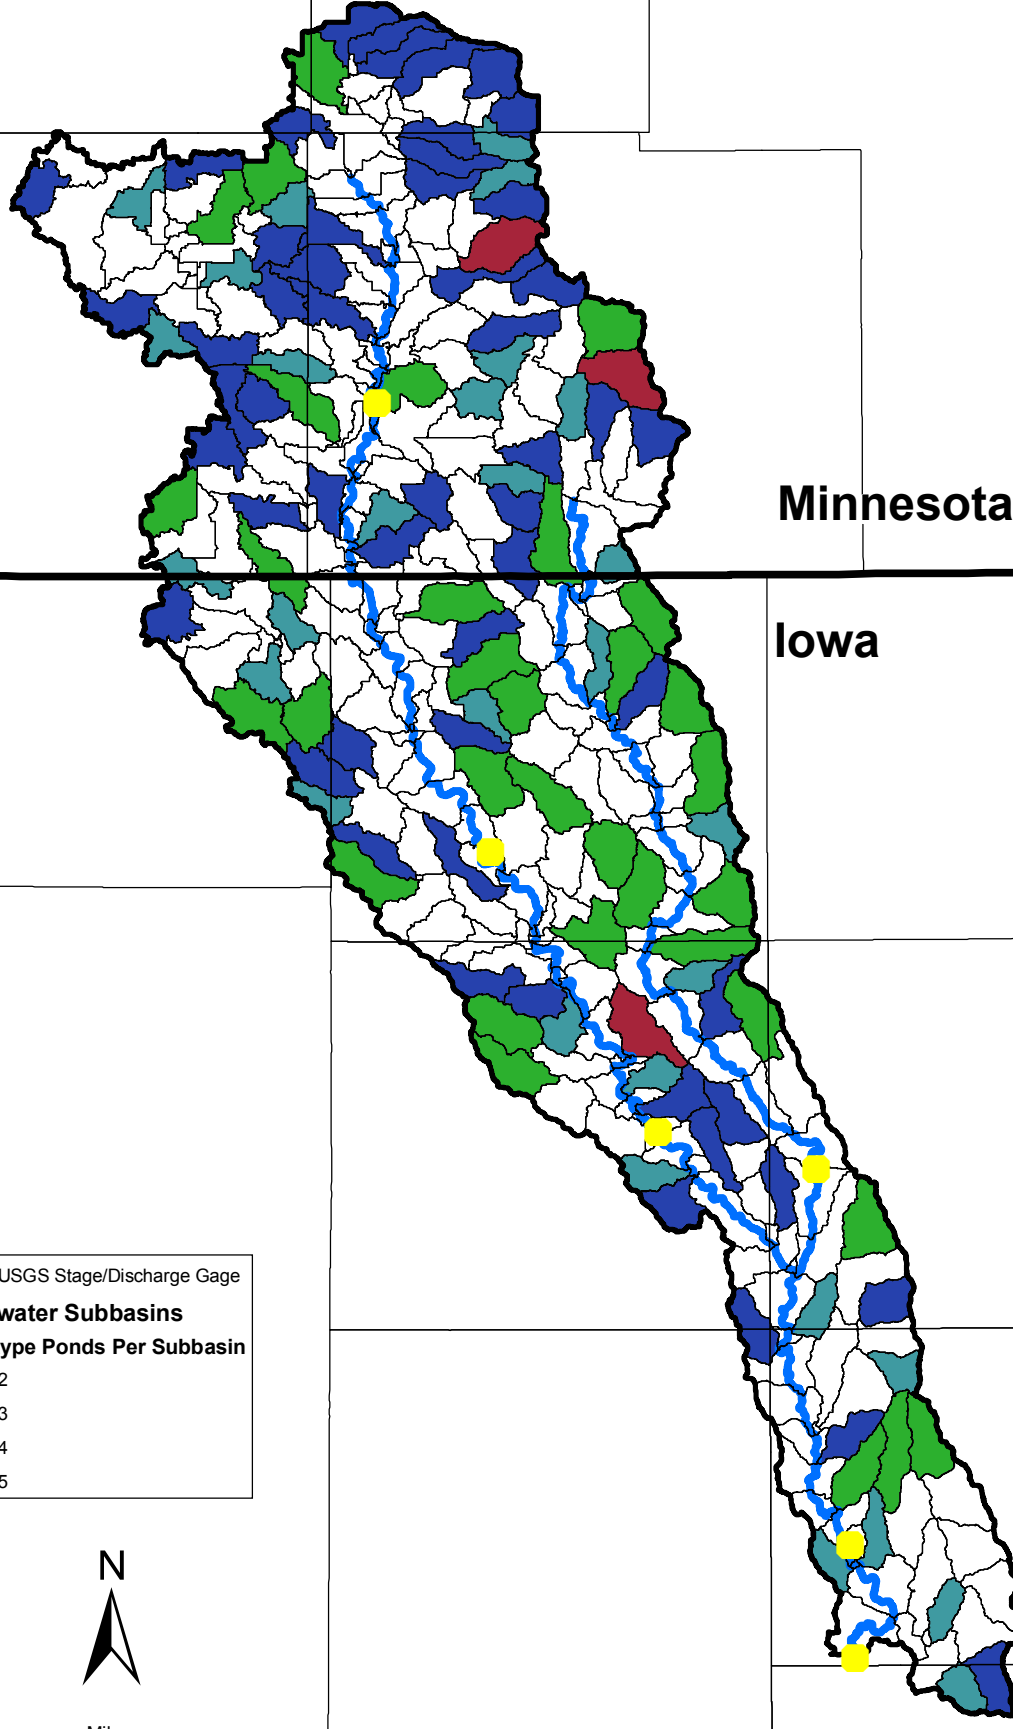 Minnesota
Iowa
USGS Stage/Discharge Gage
water Subbasins
ype Ponds Per Subbasin
2
3
4
5
N